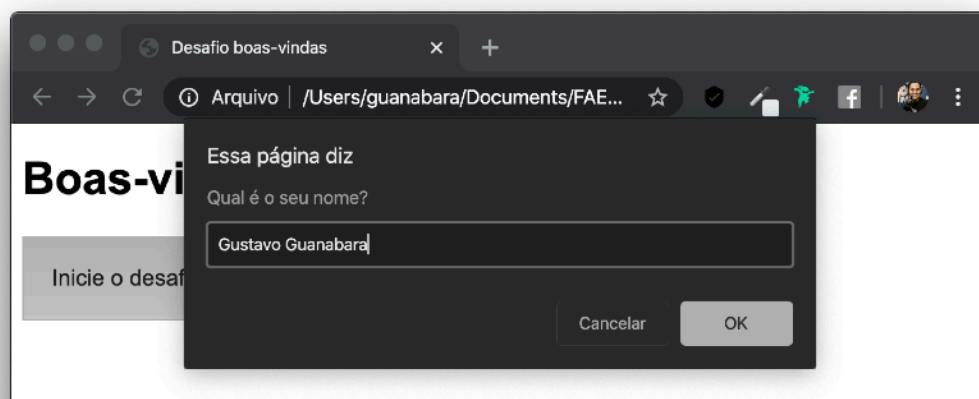 Desafio boas-vindas
Arquivo /Users/guanabara/Documents/FAE...
Essa página diz
Boas-vi
Qual é o seu nome?
Gustavo Guanabara
Inicie o desaf
Cancelar OK